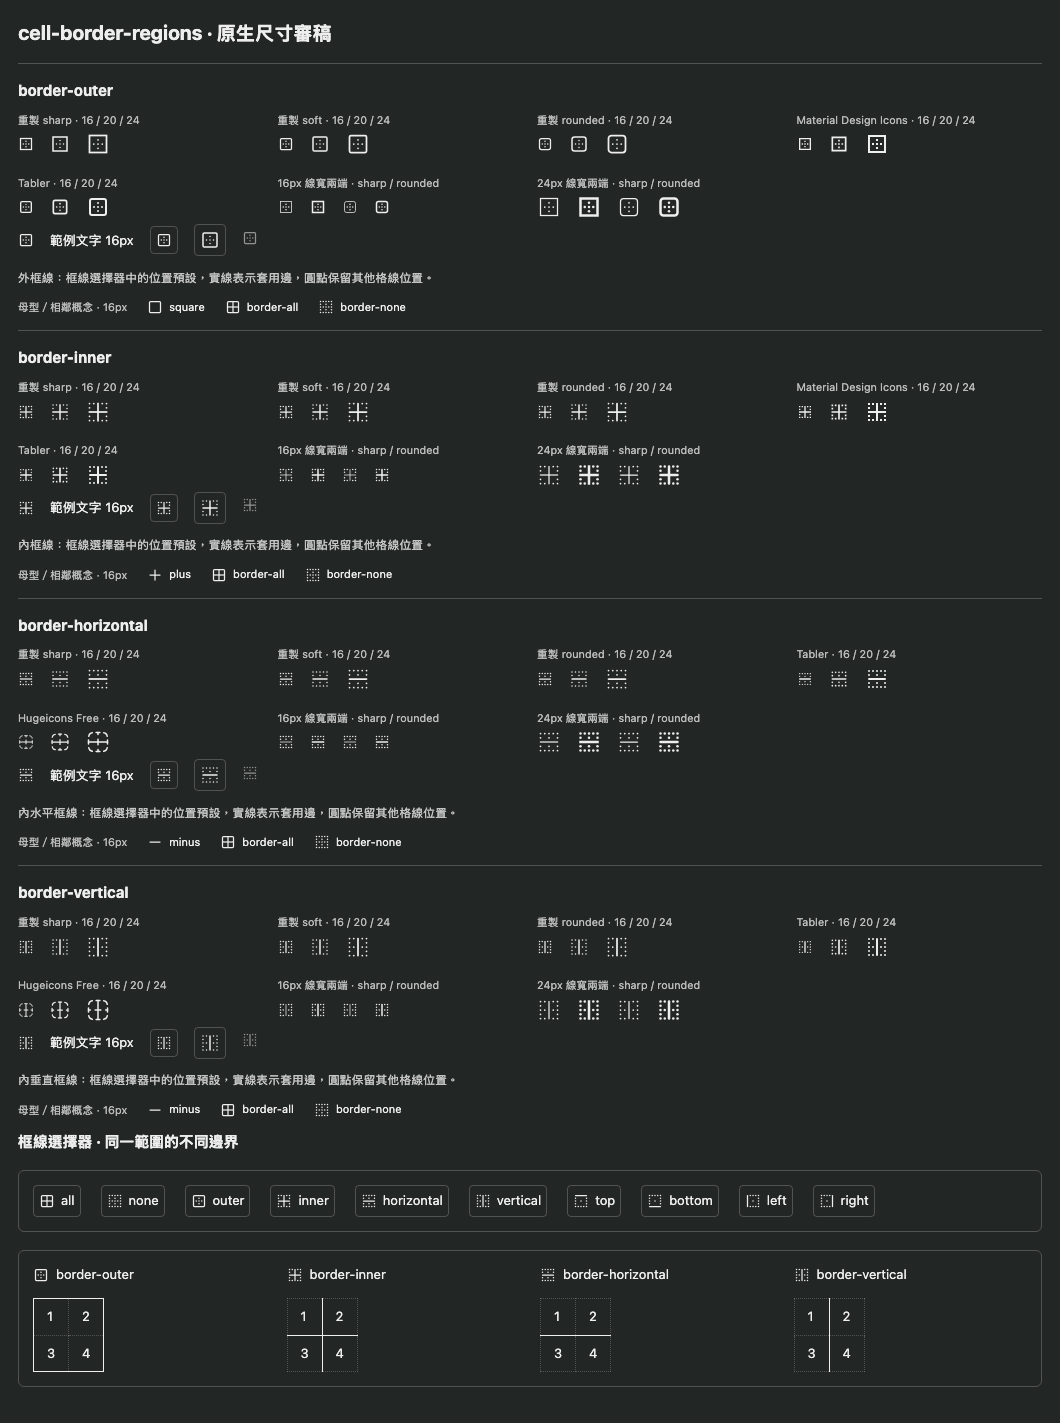 cell-border-regions · 原生尺寸審稿
border-outer
重製 sharp · 16 / 20 / 24
重製 soft · 16 / 20 / 24
重製 rounded · 16 / 20 / 24
Material Design Icons · 16 / 20 / 24
Tabler · 16 / 20 / 24
16px 線寬兩端 · sharp / rounded
24px 線寬兩端 · sharp / rounded
範例文字 16px
外框線：框線選擇器中的位置預設，實線表示套用邊，圓點保留其他格線位置。
母型 / 相鄰概念 · 16px square border-all border-none
border-inner
重製 sharp · 16 / 20 / 24
重製 soft · 16 / 20 / 24
重製 rounded · 16 / 20 / 24
Material Design Icons · 16 / 20 / 24
Tabler · 16 / 20 / 24
16px 線寬兩端 · sharp / rounded
24px 線寬兩端 · sharp / rounded
範例文字 16px
內框線：框線選擇器中的位置預設，實線表示套用邊，圓點保留其他格線位置。
母型 / 相鄰概念 · 16px plus border-all border-none
border-horizontal
重製 sharp · 16 / 20 / 24
重製 soft · 16 / 20 / 24
重製 rounded · 16 / 20 / 24
Tabler · 16 / 20 / 24
Hugeicons Free · 16 / 20 / 24
16px 線寬兩端 · sharp / rounded
24px 線寬兩端 · sharp / rounded
範例文字 16px
內水平框線：框線選擇器中的位置預設，實線表示套用邊，圓點保留其他格線位置。
母型 / 相鄰概念 · 16px minus border-all border-none
border-vertical
重製 sharp · 16 / 20 / 24
重製 soft · 16 / 20 / 24
重製 rounded · 16 / 20 / 24
Tabler · 16 / 20 / 24
Hugeicons Free · 16 / 20 / 24
16px 線寬兩端 · sharp / rounded
24px 線寬兩端 · sharp / rounded
範例文字 16px
內垂直框線：框線選擇器中的位置預設，實線表示套用邊，圓點保留其他格線位置。
母型 / 相鄰概念 · 16px minus border-all border-none
框線選擇器 · 同一範圍的不同邊界
all none outer inner horizontal vertical top bottom left right
border-outer border-inner border-horizontal border-vertical
1 2 1 2 1 2 1 2
3 4 3 4 3 4 3 4